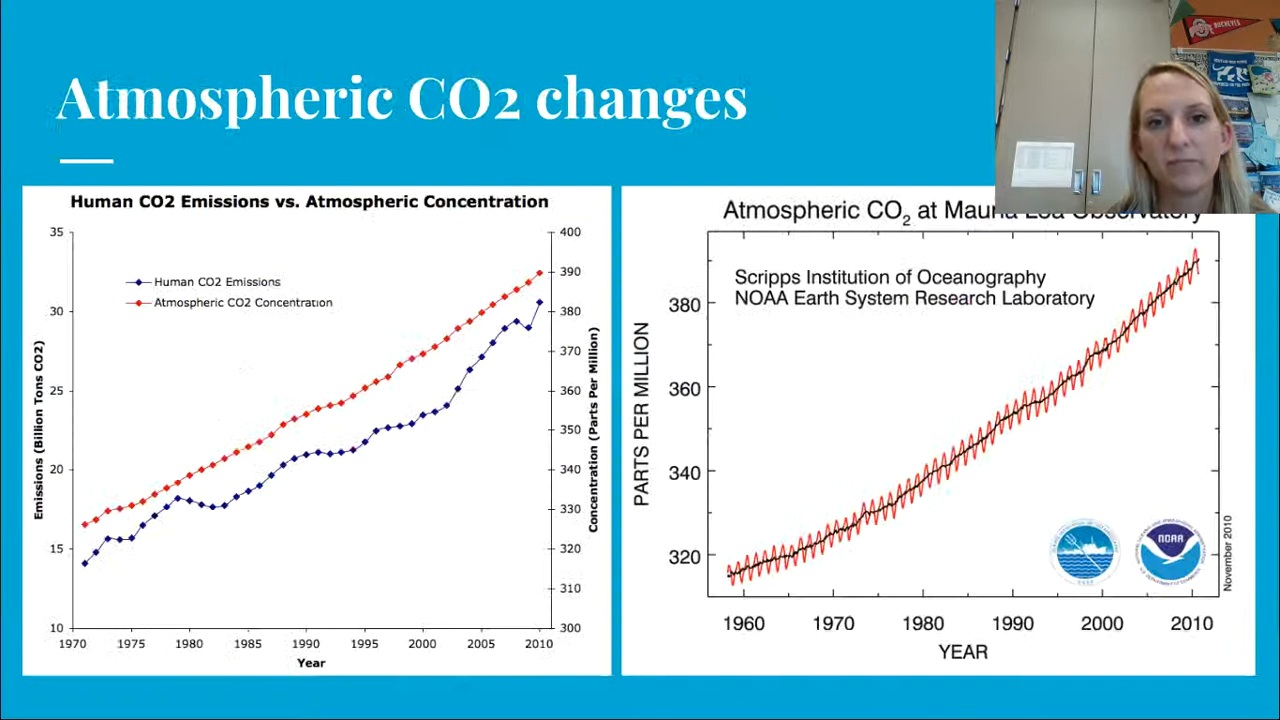 BUCKEYES
Atmospheric CO2 changes
Human CO2 Emissions vs. Atmospheric Concentration
35
30
25
20
15
10
Emissions (Billion Tons CO2)
Human CO2 Emissions
Atmospheric CO2 Concentration
400
390
380
370
360
350
340
330
320
310
300
Concentration (Parts Per Million)
1970 1975 1980 1985 1990 1995 2000 2005 2010
Year
Atmospheric CO2 at Mauna Loa Observatory
Scripps Institution of Oceanography
NOAA Earth System Research Laboratory
380
360
340
320
PARTS PER MILLION
NOAA
November 2010
1960 1970 1980 1990 2000 2010
YEAR